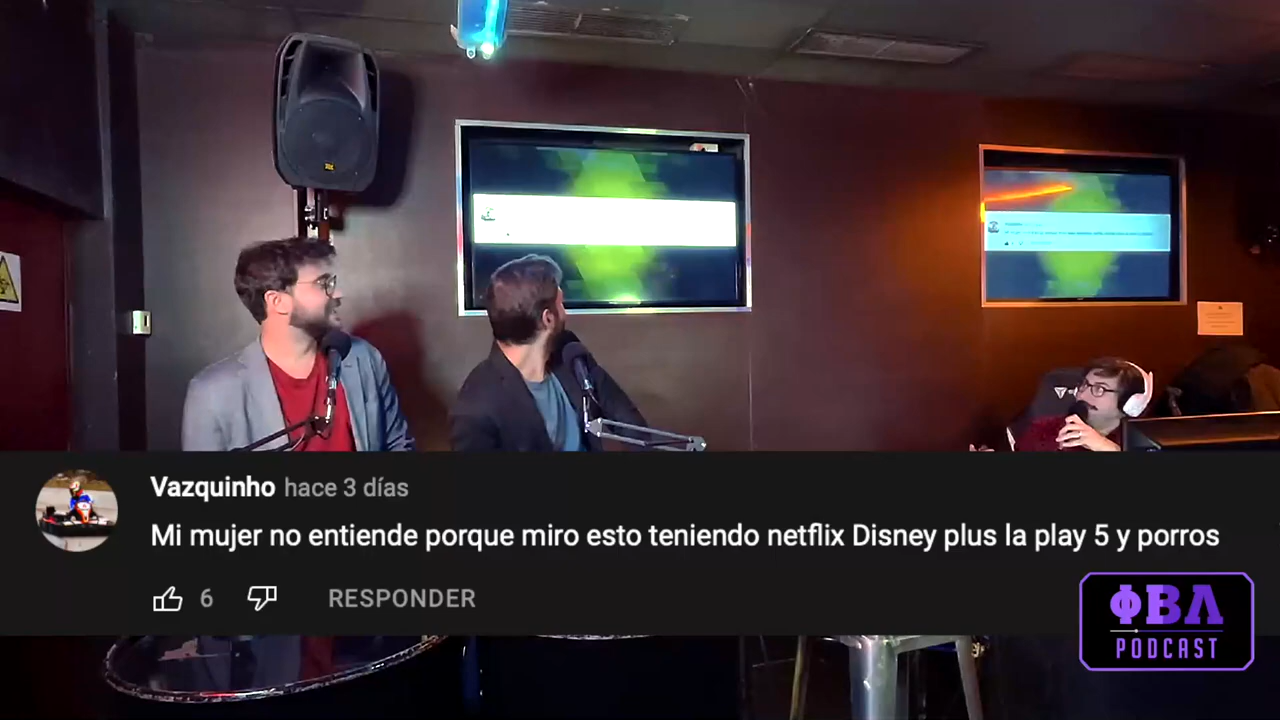 Vazquinho hace 3 días
Mi mujer no entiende porque miro esto teniendo netflix Disney plus la play 5 y porros
6 RESPONDER
ΦBΛ
PODCAST